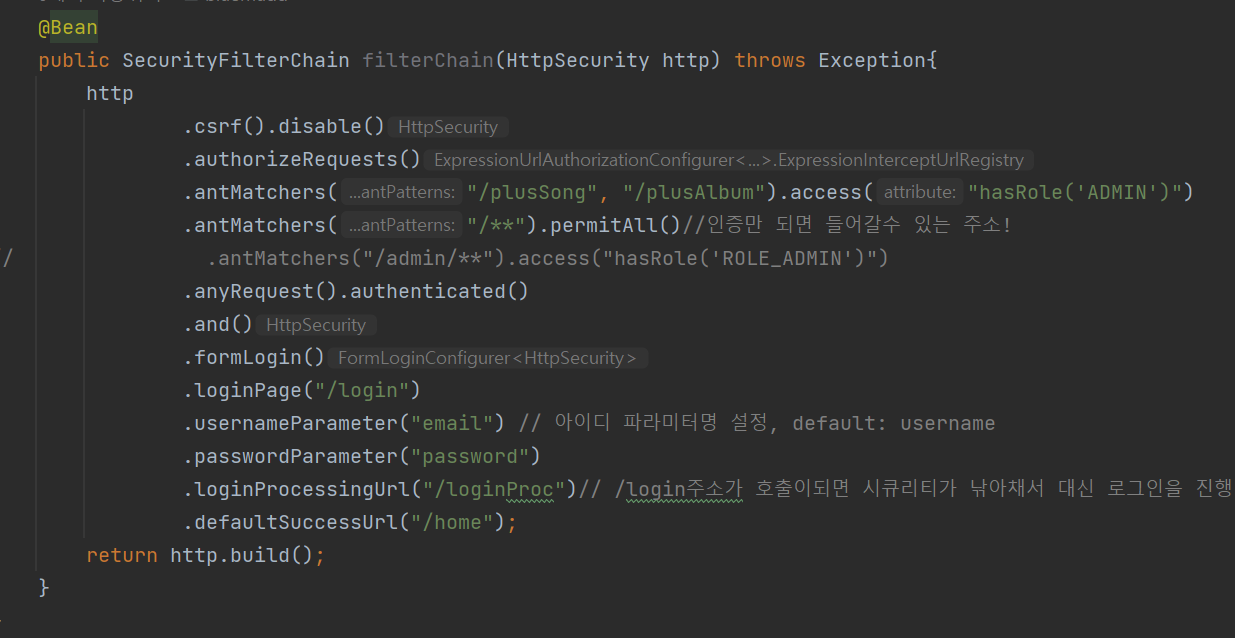 @Bean
public SecurityFilterChain filterChain(HttpSecurity http) throws Exception{
http
.csrf().disable() HttpSecurity
.authorizeRequests() ExpressionUrlAuthorizationConfigurer<...>.ExpressionInterceptUrlRegistry
.antMatchers( ...antPatterns: "/plusSong", "/plusAlbum").access( attribute: "hasRole('ADMIN')")
.antMatchers( ...antPatterns: "/**").permitAll()//인증만 되면 들어갈수 있는 주소!
/ .antMatchers("/admin/**").access("hasRole('ROLE_ADMIN')")
.anyRequest().authenticated()
.and() HttpSecurity
.formLogin() FormLoginConfigurer<HttpSecurity>
.loginPage("/login")
.usernameParameter("email") // 아이디 파라미터명 설정, default: username
.passwordParameter("password")
.loginProcessingUrl("/loginProc")// /login주소가 호출이되면 시큐리티가 낚아채서 대신 로그인을 진행
.defaultSuccessUrl("/home");
return http.build();
}